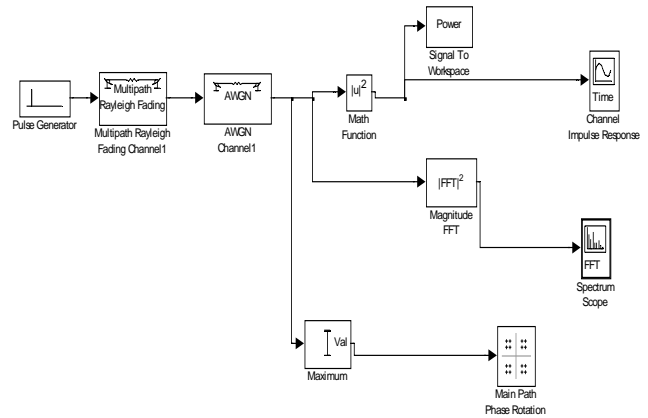 Power
Signal To
Workspace
Multipath
Rayleigh Fading
AWGN
|u|²
Time
Pulse Generator
Multipath Rayleigh
Fading Channel1
AWGN
Channel1
Math
Function
Channel
Impulse Response
|FFT|²
Magnitude
FFT
FFT
Spectrum
Scope
Val
Maximum
Main Path
Phase Rotation